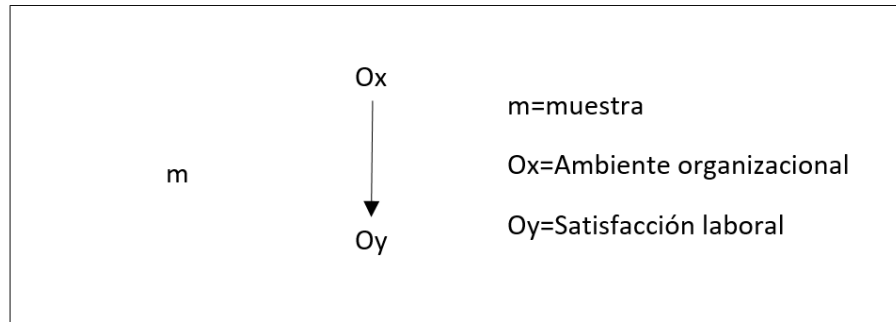 Ox
m=muestra
Ox=Ambiente organizacional
m
Oy=Satisfacción laboral
Oy